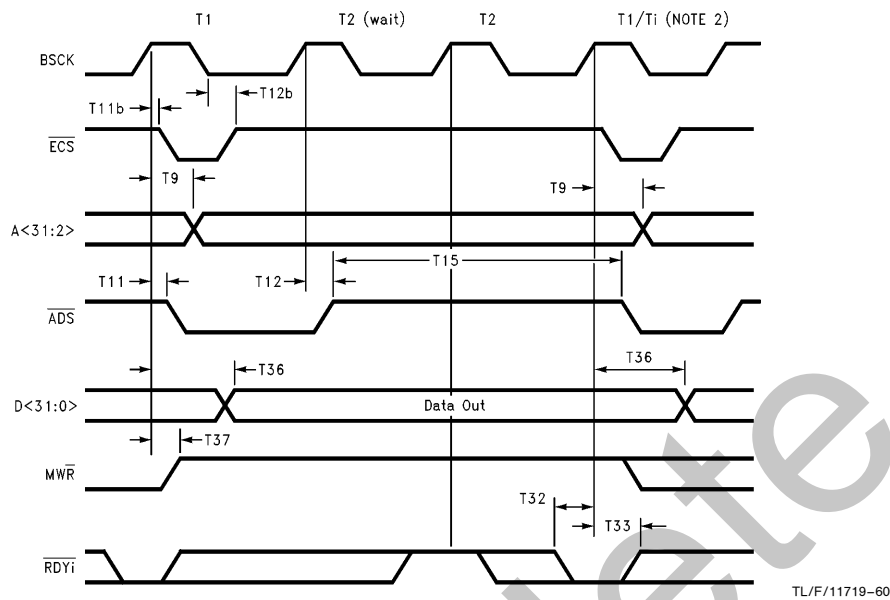 T1 T2 (wait) T2 T1/Ti (NOTE 2)
BSCK
T11b T12b
ECS
T9 T9
A<31:2>
T15
T11 T12
ADS
T36 T36
D<31:0> Data Out
T37
MWR
T32
T33
RDYi
TL/F/11719–60
lete